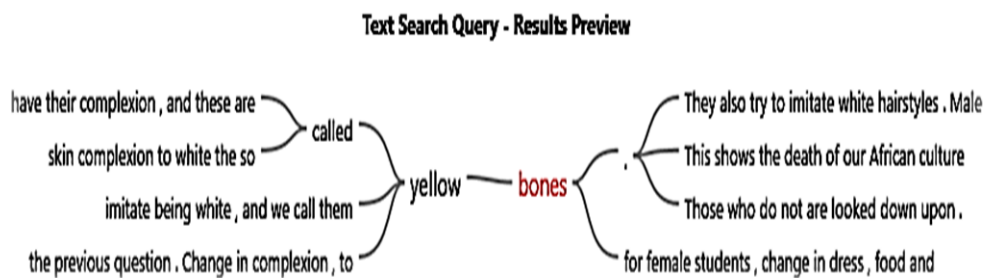 Text Search Query - Results Preview
have their complexion , and these are
skin complexion to white the so
called
imitate being white , and we call them
the previous question . Change in complexion , to
yellow
bones
.
They also try to imitate white hairstyles . Male
This shows the death of our African culture
Those who do not are looked down upon .
for female students , change in dress , food and